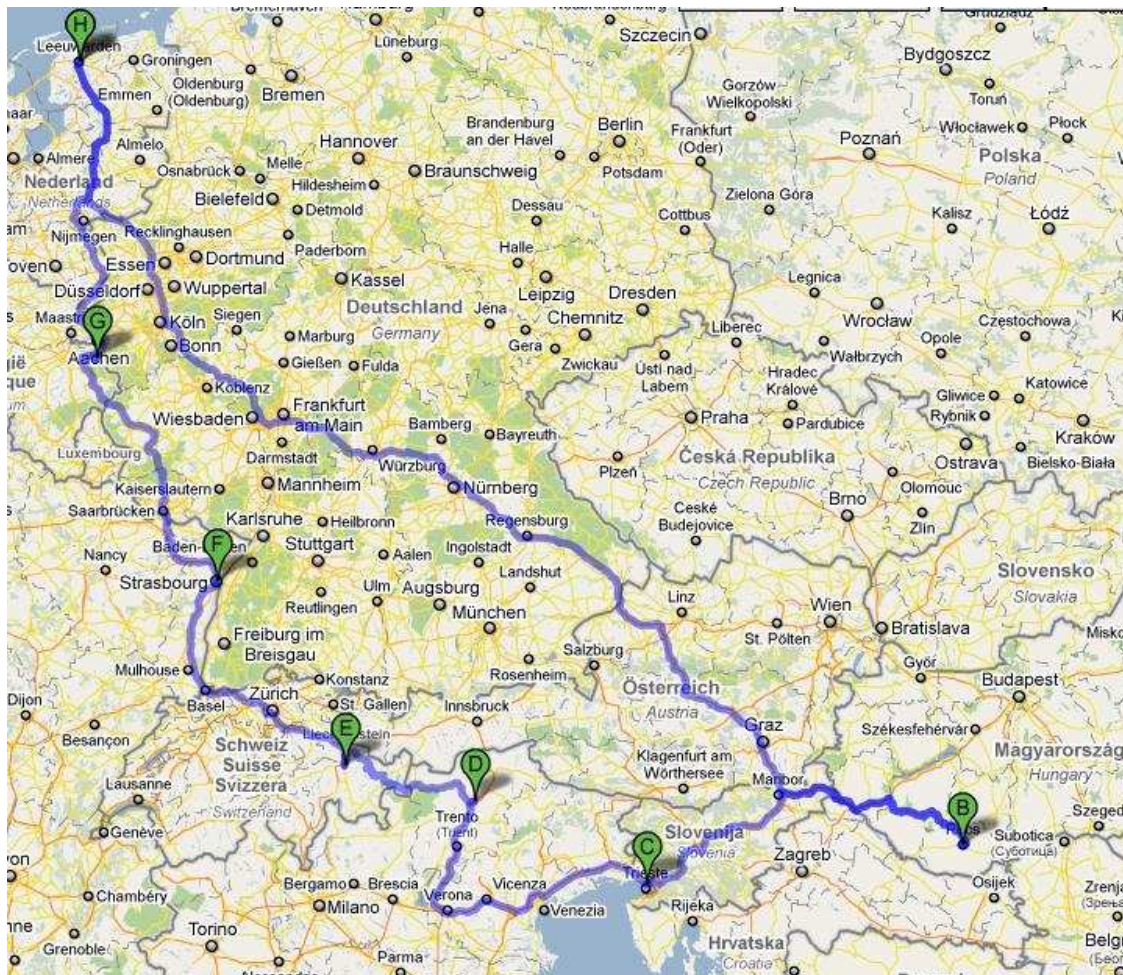 H
Leeuwarden
Groningen
Bremerhaven
Lüneburg
Szczecin
Grudziądz
Bydgoszcz
Emmen
Oldenburg
(Oldenburg)
Bremen
Gorzów
Wielkopolski
Toruń
Almere
Almelo
Osnabrück
Melle
Hannover
Brandenburg
an der Havel
Berlin
Potsdam
Frankfurt
(Oder)
Poznań
Włocławek
Płock
Nederland
Netherlands
Bielefeld
Hildesheim
Braunschweig
Zielona Góra
Polska
Poland
Nijmegen
Recklinghausen
Detmold
Paderborn
Dessau
Cottbus
Kalisz
Łódź
hoven
Essen
Dortmund
Halle
Düsseldorf
Wuppertal
Kassel
Leipzig
Legnica
Deutschland
Germany
Dresden
Wrocław
Maastri
G
Köln
Siegen
Jena
Chemnitz
Liberec
Częstochowa
Aachen
Bonn
Marburg
Gera
Wałbrzych
Opole
Gießen
Fulda
Zwickau
Ústí nad
Labem
Hradec
Králové
gië
que
Koblenz
Praha
Gliwice
Katowice
Wiesbaden
Frankfurt
am Main
Bamberg
Bayreuth
Pardubice
Rybnik
Kraków
Luxembourg
Darmstadt
Würzburg
Plzeň
Česká Republika
Czech Republic
Ostrava
Bielsko-Biała
Kaiserslautern
Mannheim
Nürnberg
Olomouc
Saarbrücken
Karlsruhe
Heilbronn
Regensburg
České
Budejovice
Brno
Zlín
Nancy
F
Stuttgart
Aalen
Ingolstadt
Strasbourg
Landshut
Slovensko
Slovakia
Reutlingen
Ulm
Augsburg
München
Linz
Wien
St. Pölten
Bratislava
Freiburg im
Breisgau
Salzburg
Misko
Mulhouse
Konstanz
Rosenheim
Győr
Budapest
Dijon
Basel
Zürich
St. Gallen
Innsbruck
Österreich
Austria
Besançon
E
Graz
Székesfehérvár
Schweiz
Suisse
Svizzera
Switzerland
D
Klagenfurt am
Wörthersee
Maribor
Magyarország
Hungary
Lausanne
Trento
(Trient)
B
Szeged
Genève
C
Slovenija
Slovenia
Subotica
(Суботица)
Trieste
Zagreb
Chambéry
Bergamo
Brescia
Vicenza
Milano
Verona
Venezia
Rijeka
Osijek
Grenoble
Torino
Parma
Hrvatska
Croatia